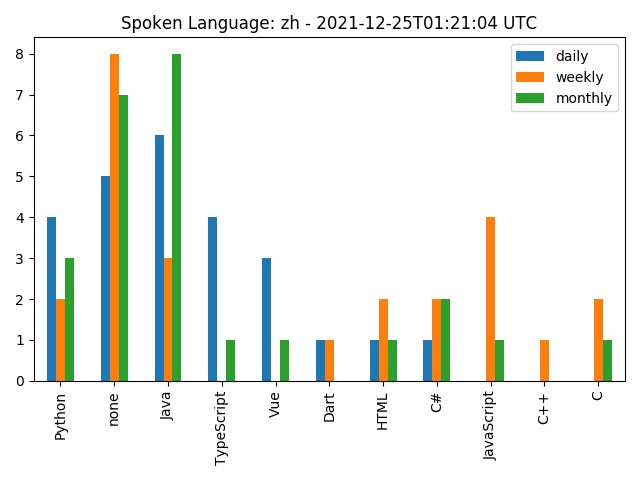 Spoken Language: zh - 2021-12-25T01:21:04 UTC
daily
weekly
monthly
8
7
6
5
4
3
2
1
0
Python
none
Java
TypeScript
Vue
Dart
HTML
C#
JavaScript
C++
C